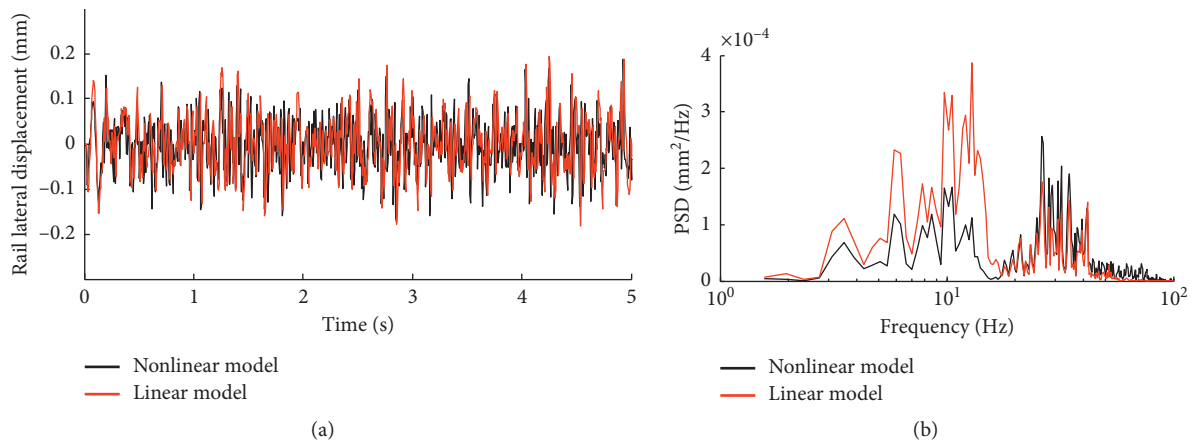 Rail lateral displacement (mm)
0.2
0.1
0
−0.1
−0.2
0 1 2 3 4 5
Time (s)
Nonlinear model
Linear model
(a)
×10⁻⁴
PSD (mm²/Hz)
4
3
2
1
0
10⁰ 10¹ 10²
Frequency (Hz)
Nonlinear model
Linear model
(b)